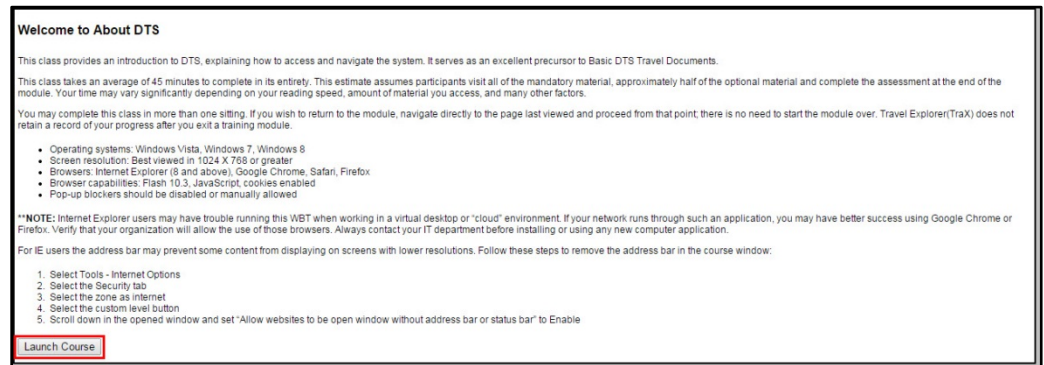 Welcome to About DTS
This class provides an introduction to DTS, explaining how to access and navigate the system. It serves as an excellent precursor to Basic DTS Travel Documents.
This class takes an average of 45 minutes to complete in its entirety. This estimate assumes participants visit all of the mandatory material, approximately half of the optional material and complete the assessment at the end of the
module. Your time may vary significantly depending on your reading speed, amount of material you access, and many other factors.
You may complete this class in more than one sitting. If you wish to return to the module, navigate directly to the page last viewed and proceed from that point; there is no need to start the module over. Travel Explorer(TraX) does not
retain a record of your progress after you exit a training module.
• Operating systems: Windows Vista, Windows 7, Windows 8
• Screen resolution: Best viewed in 1024 X 768 or greater
• Browsers: Internet Explorer (8 and above), Google Chrome, Safari, Firefox
• Browser capabilities: Flash 10.3, JavaScript, cookies enabled
• Pop-up blockers should be disabled or manually allowed
**NOTE: Internet Explorer users may have trouble running this WBT when working in a virtual desktop or "cloud" environment. If your network runs through such an application, you may have better success using Google Chrome or
Firefox. Verify that your organization will allow the use of those browsers. Always contact your IT department before installing or using any new computer application.
For IE users the address bar may prevent some content from displaying on screens with lower resolutions. Follow these steps to remove the address bar in the course window:
1. Select Tools - Internet Options
2. Select the Security tab
3. Select the zone as internet
4. Select the custom level button
5. Scroll down in the opened window and set "Allow websites to be open window without address bar or status bar" to Enable
Launch Course